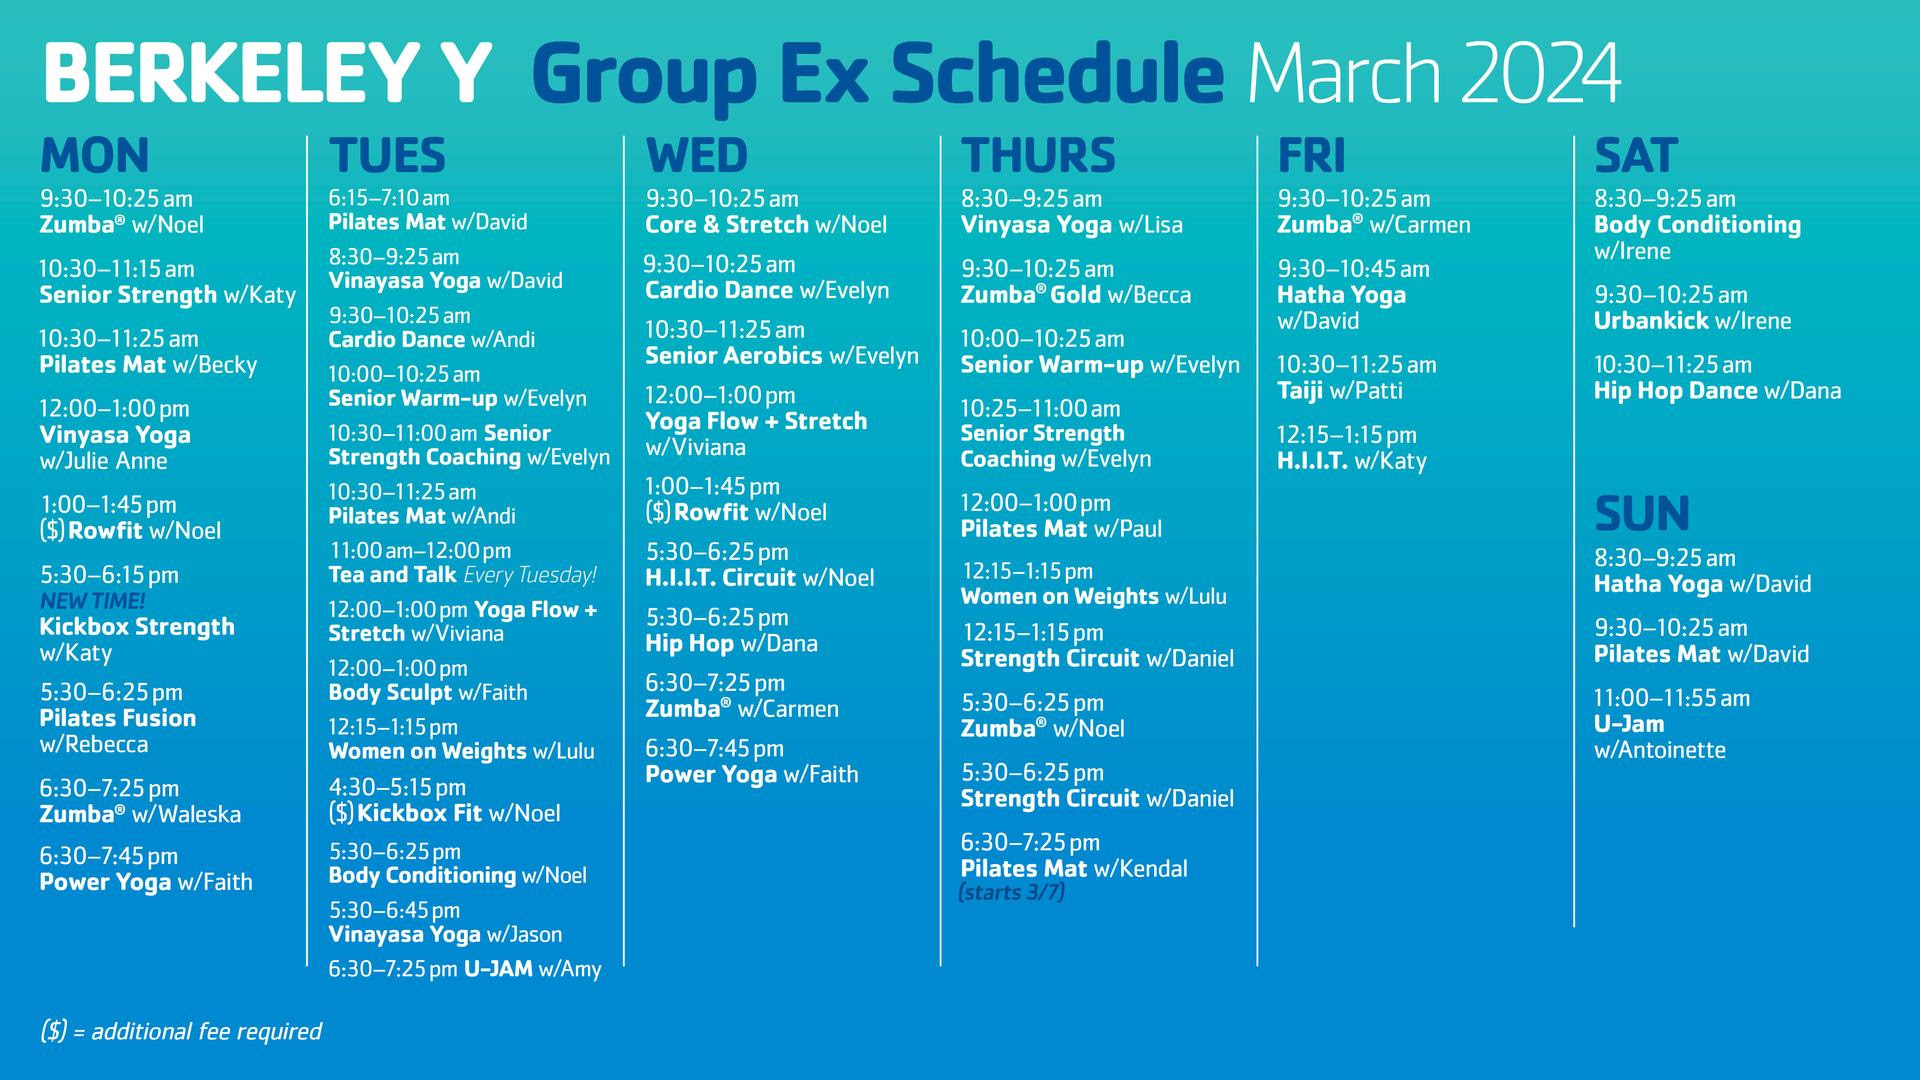 BERKELEY Y Group Ex Schedule March 2024
MON
9:30–10:25 am
Zumba® w/Noel
10:30–11:15 am
Senior Strength w/Katy
10:30–11:25 am
Pilates Mat w/Becky
12:00–1:00 pm
Vinyasa Yoga
w/Julie Anne
1:00–1:45 pm
($) Rowfit w/Noel
5:30–6:15 pm
NEW TIME!
Kickbox Strength
w/Katy
5:30–6:25 pm
Pilates Fusion
w/Rebecca
6:30–7:25 pm
Zumba® w/Waleska
6:30–7:45 pm
Power Yoga w/Faith
TUES
6:15–7:10 am
Pilates Mat w/David
8:30–9:25 am
Vinayasa Yoga w/David
9:30–10:25 am
Cardio Dance w/Andi
10:00–10:25 am
Senior Warm-up w/Evelyn
10:30–11:00 am Senior
Strength Coaching w/Evelyn
10:30–11:25 am
Pilates Mat w/Andi
11:00 am–12:00 pm
Tea and Talk Every Tuesday!
12:00–1:00 pm Yoga Flow +
Stretch w/Viviana
12:00–1:00 pm
Body Sculpt w/Faith
12:15–1:15 pm
Women on Weights w/Lulu
4:30–5:15 pm
($) Kickbox Fit w/Noel
5:30–6:25 pm
Body Conditioning w/Noel
5:30–6:45 pm
Vinayasa Yoga w/Jason
6:30–7:25 pm U-JAM w/Amy
WED
9:30–10:25 am
Core & Stretch w/Noel
9:30–10:25 am
Cardio Dance w/Evelyn
10:30–11:25 am
Senior Aerobics w/Evelyn
12:00–1:00 pm
Yoga Flow + Stretch
w/Viviana
1:00–1:45 pm
($) Rowfit w/Noel
5:30–6:25 pm
H.I.I.T. Circuit w/Noel
5:30–6:25 pm
Hip Hop w/Dana
6:30–7:25 pm
Zumba® w/Carmen
6:30–7:45 pm
Power Yoga w/Faith
THURS
8:30–9:25 am
Vinyasa Yoga w/Lisa
9:30–10:25 am
Zumba® Gold w/Becca
10:00–10:25 am
Senior Warm-up w/Evelyn
10:25–11:00 am
Senior Strength
Coaching w/Evelyn
12:00–1:00 pm
Pilates Mat w/Paul
12:15–1:15 pm
Women on Weights w/Lulu
12:15–1:15 pm
Strength Circuit w/Daniel
5:30–6:25 pm
Zumba® w/Noel
5:30–6:25 pm
Strength Circuit w/Daniel
6:30–7:25 pm
Pilates Mat w/Kendal
(starts 3/7)
FRI
9:30–10:25 am
Zumba® w/Carmen
9:30–10:45 am
Hatha Yoga
w/David
10:30–11:25 am
Taiji w/Patti
12:15–1:15 pm
H.I.I.T. w/Katy
SAT
8:30–9:25 am
Body Conditioning
w/Irene
9:30–10:25 am
Urbankick w/Irene
10:30–11:25 am
Hip Hop Dance w/Dana
SUN
8:30–9:25 am
Hatha Yoga w/David
9:30–10:25 am
Pilates Mat w/David
11:00–11:55 am
U-Jam
w/Antoinette
($) = additional fee required